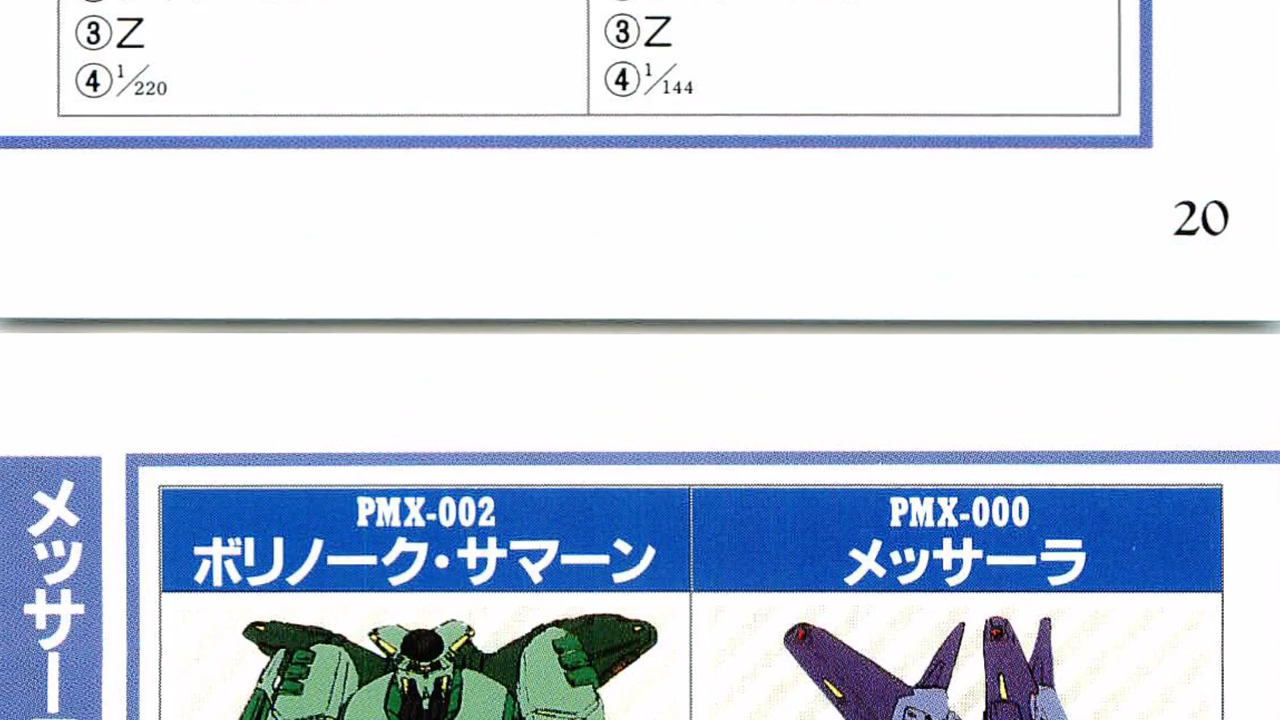 ③Z
④1/220
③Z
④1/144
20
PMX-002
ボリノーク・サマーン
PMX-000
メッサーラ
メッサー